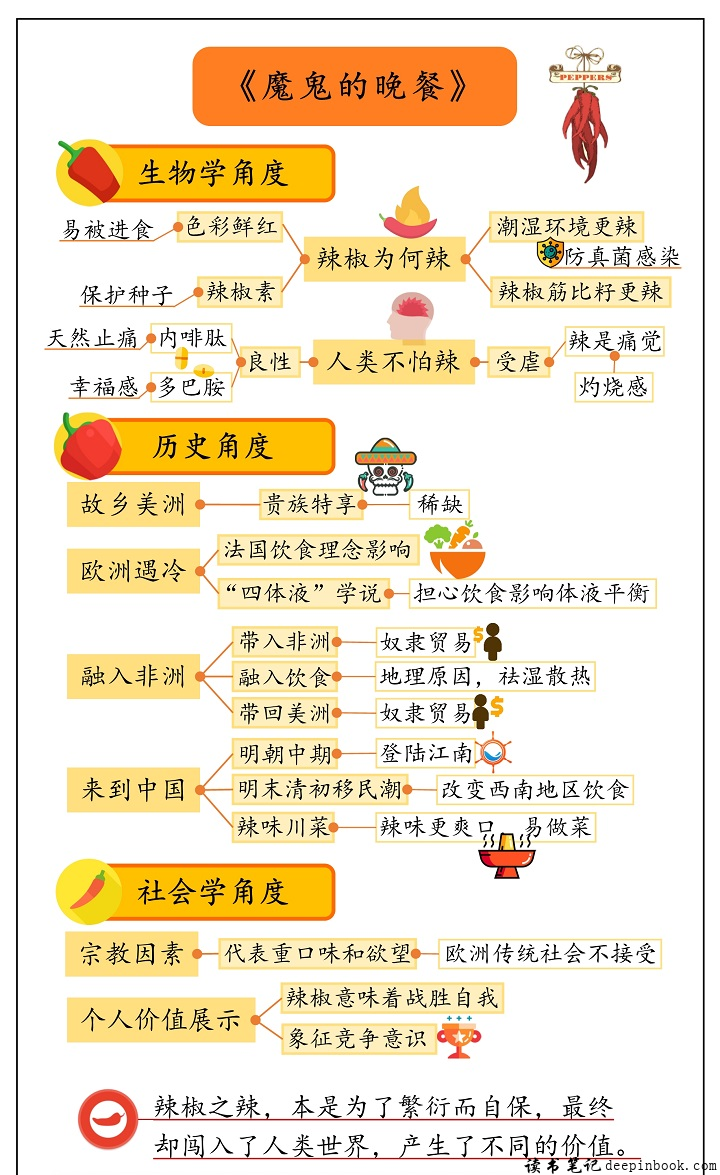 《魔鬼的晚餐》
PEPPERS
生物学角度
易被进食
色彩鲜红
保护种子
辣椒素
辣椒为何辣
潮湿环境更辣
防真菌感染
辣椒筋比籽更辣
天然止痛
内啡肽
幸福感
多巴胺
良性
人类不怕辣
受虐
辣是痛觉
灼烧感
历史角度
故乡美洲
贵族特享
稀缺
欧洲遇冷
法国饮食理念影响
“四体液”学说
担心饮食影响体液平衡
融入非洲
带入非洲
奴隶贸易
融入饮食
地理原因，祛湿散热
带回美洲
奴隶贸易
来到中国
明朝中期
登陆江南
明末清初移民潮
改变西南地区饮食
辣味川菜
辣味更爽口 易做菜
社会学角度
宗教因素
代表重口味和欲望
欧洲传统社会不接受
个人价值展示
辣椒意味着战胜自我
象征竞争意识
辣椒之辣，本是为了繁衍而自保，最终
却闯入了人类世界，产生了不同的价值。
读书笔记deepinbook.com